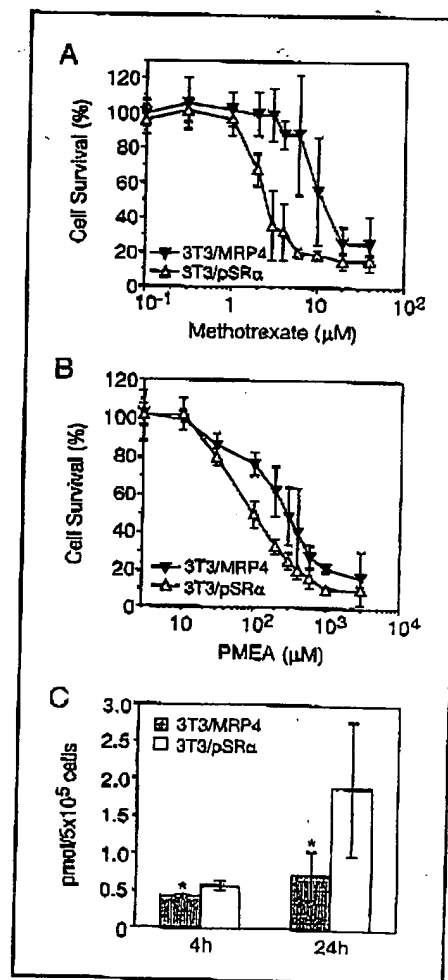 A
Cell Survival (%)
120
100
80
60
40
20
0
3T3/MRP4
3T3/pSRα
10⁻¹
1
10
10²
Methotrexate (μM)
B
Cell Survival (%)
120
100
80
60
40
20
0
3T3/MRP4
3T3/pSRα
10
10²
10³
10⁴
PMEA (μM)
C
pmol/5x10⁵ cells
3.0
2.5
2.0
1.5
1.0
0.5
0
3T3/MRP4
3T3/pSRα
*
*
4h
24h